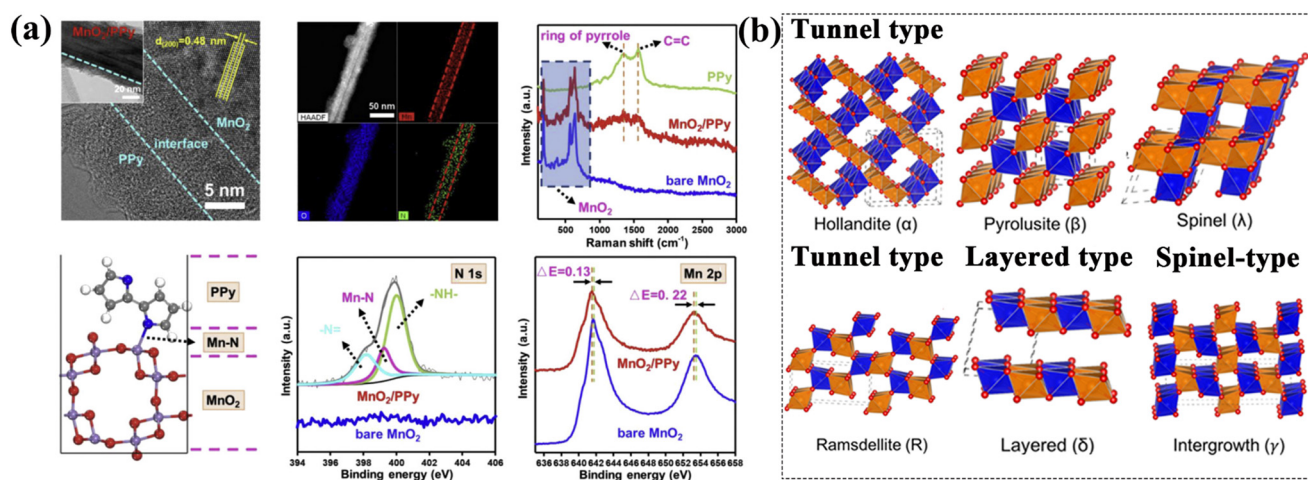 (a)
MnO2/PPy
20 nm
d(200)=0.48 nm
MnO2
interface
PPy
5 nm
HAADF
50 nm
Mn
O
N
ring of pyrrole
C=C
PPy
MnO2/PPy
bare MnO2
MnO2
Intensity (a.u.)
500 1000 1500 2000 2500 3000
Raman shift (cm-1)
PPy
Mn-N
MnO2
N 1s
-NH-
Mn-N
-N=
MnO2/PPy
bare MnO2
Intensity (a.u.)
394 396 398 400 402 404 406
Binding energy (eV)
△E=0.13
Mn 2p
△E=0. 22
MnO2/PPy
bare MnO2
Intensity (a.u.)
636 638 640 642 644 646 648 650 652 654 656 658
Binding energy (eV)
(b)
Tunnel type
Hollandite (α)
Pyrolusite (β)
Spinel (λ)
Tunnel type
Layered type
Spinel-type
Ramsdellite (R)
Layered (δ)
Intergrowth (γ)